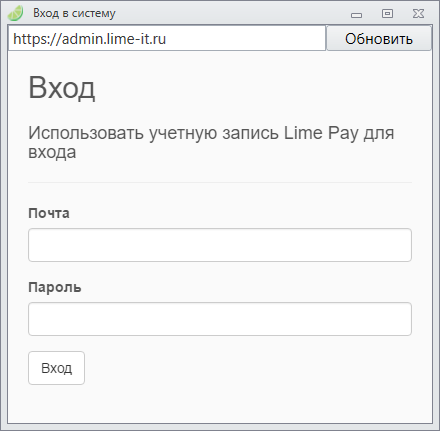 Вход в систему
https://admin.lime-it.ru Обновить
Вход
Использовать учетную запись Lime Pay для
входа
Почта
Пароль
Вход